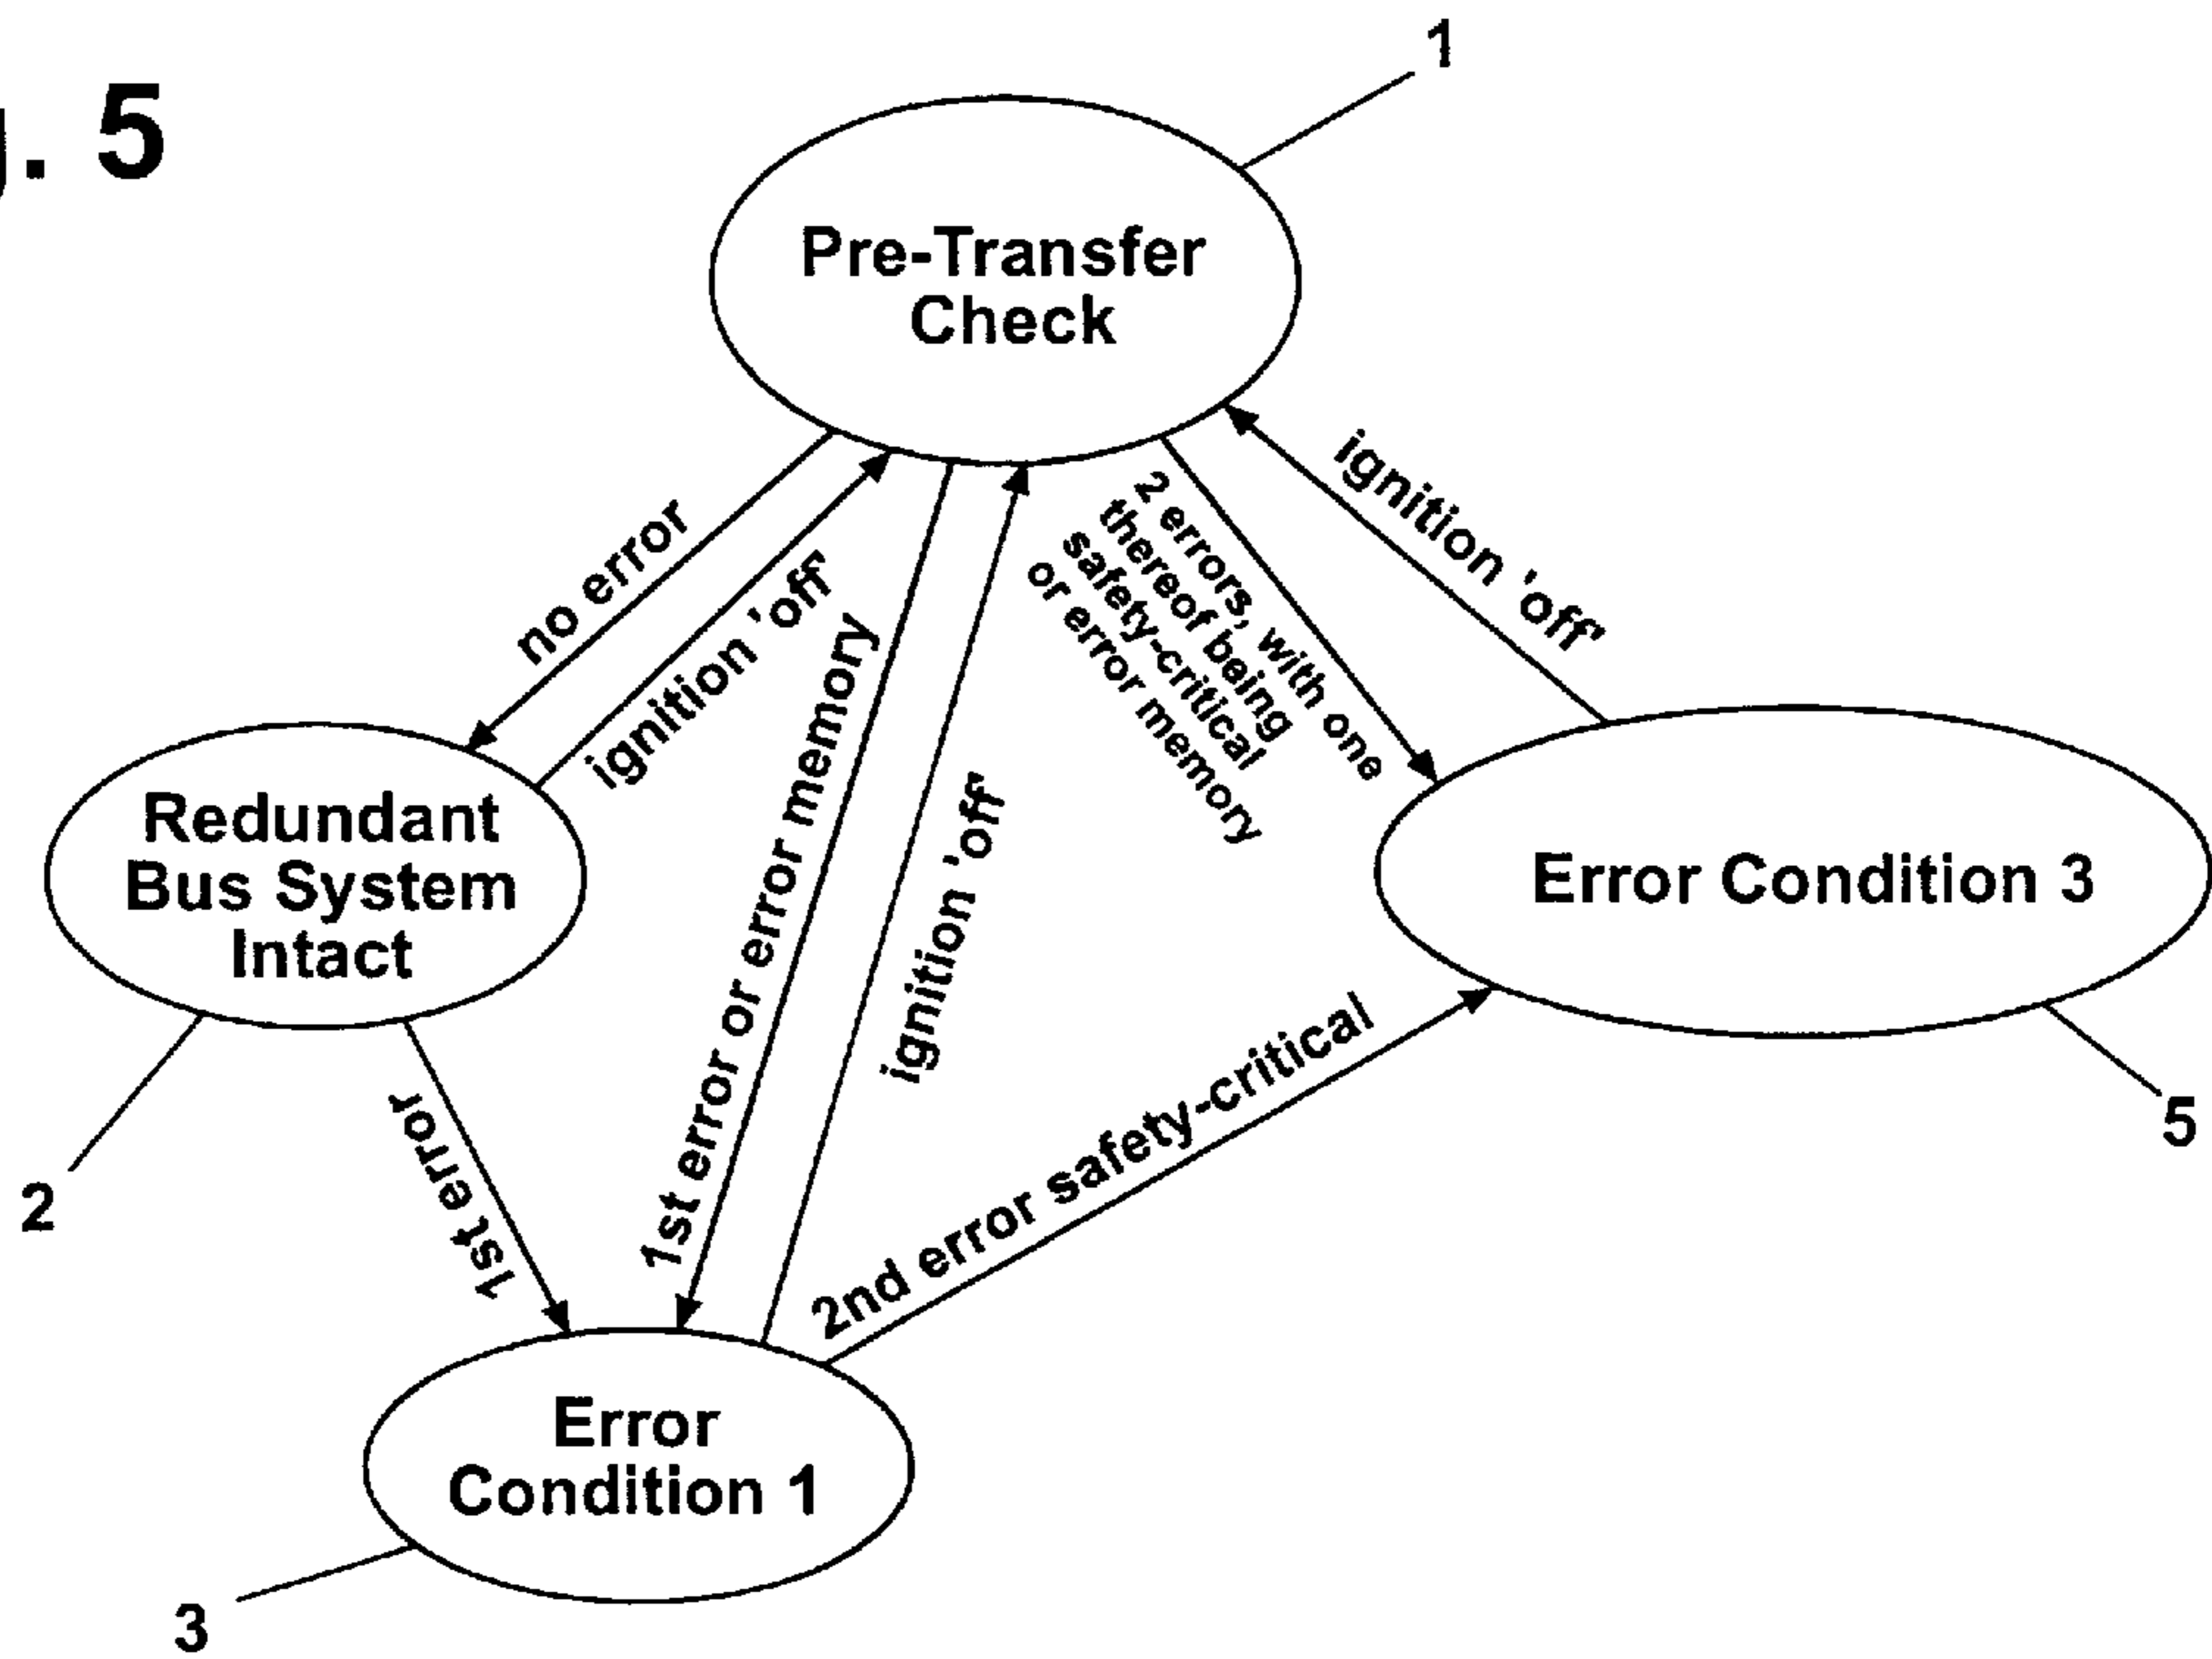 . 5
1
Pre-Transfer
Check
no error
ignition 'off'
1st error or error memory
ignition 'off'
2 errors, with one
thereof being
safety-critical
or error memory
ignition 'off'
Redundant
Bus System
Intact
2
Error Condition 3
5
1st error
2nd error safety-critical
Error
Condition 1
3